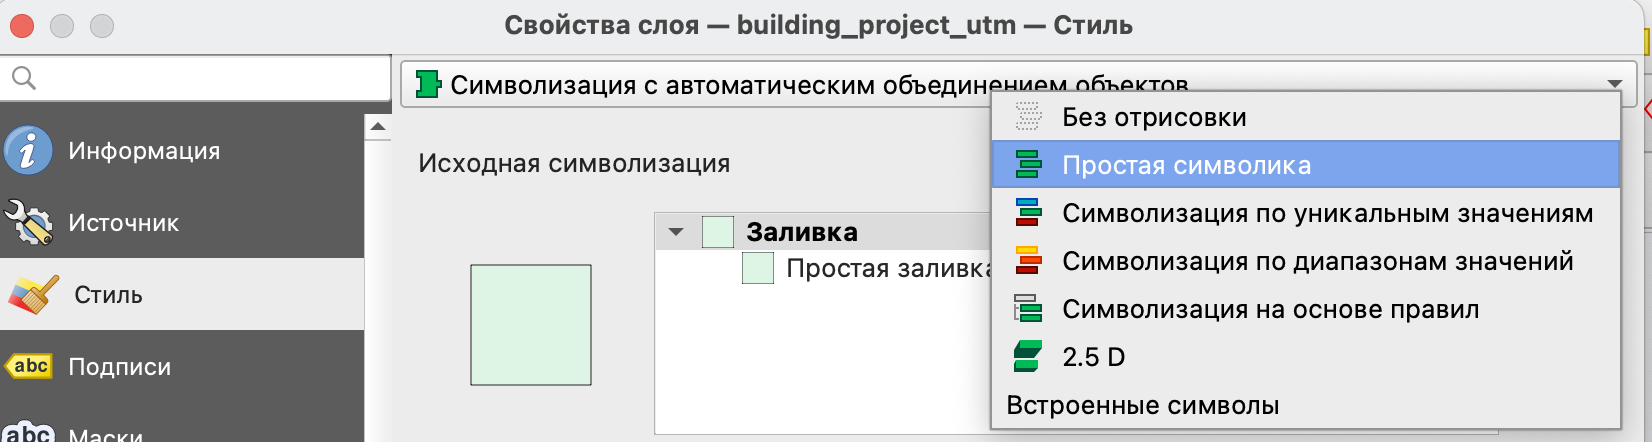 Свойства слоя — building_project_utm — Стиль
Символизация с автоматическим объединением объектов
Информация
Источник
Стиль
abc Подписи
abc Маски
Исходная символизация
Заливка
Простая заливка
Без отрисовки
Простая символика
Символизация по уникальным значениям
Символизация по диапазонам значений
Символизация на основе правил
2.5 D
Встроенные символы